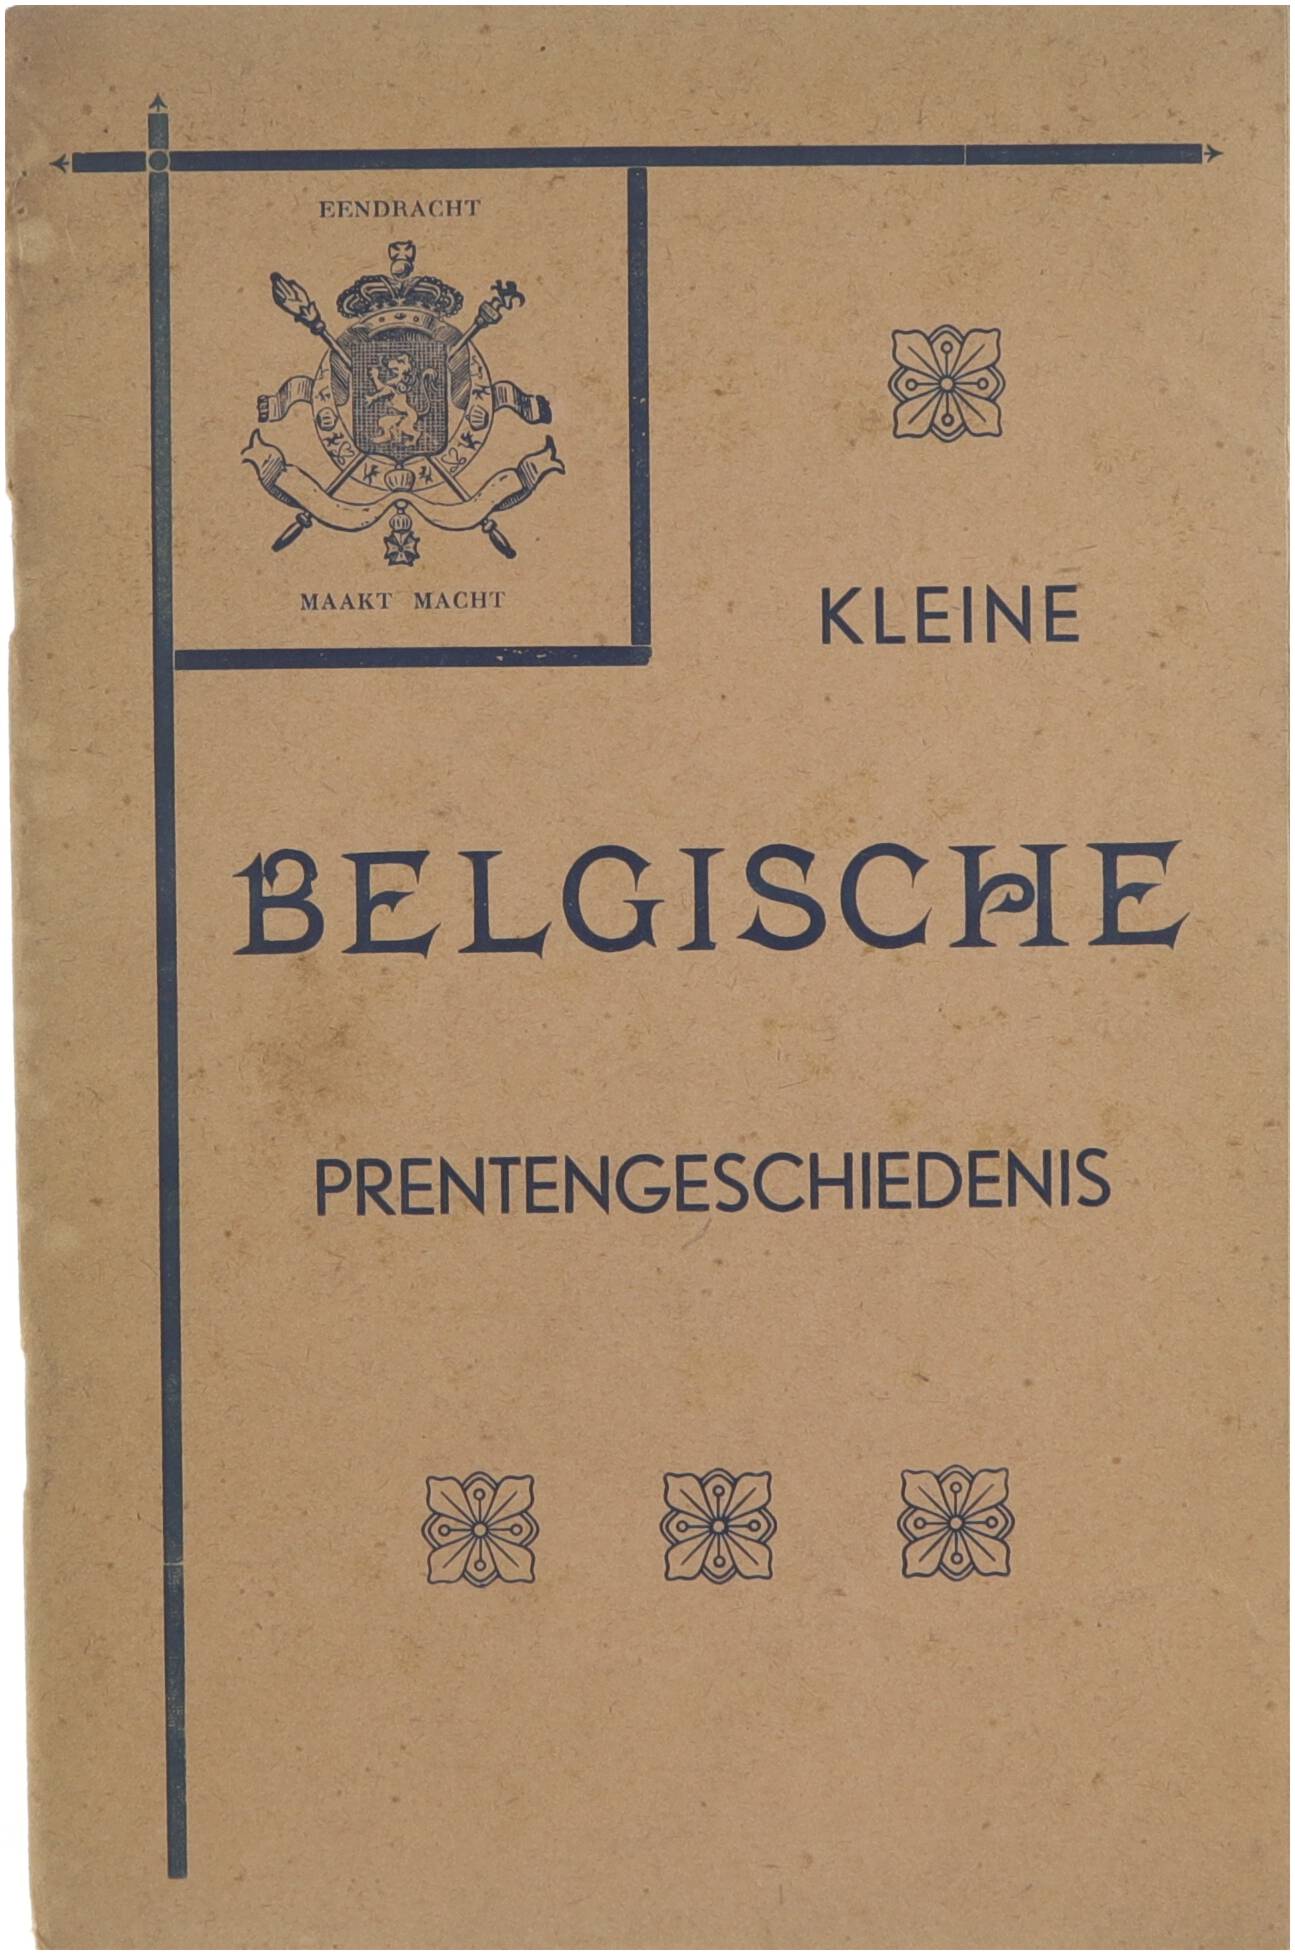 EENDRACHT
MAAKT MACHT
KLEINE
BELGISCHE
PRENTENGESCHIEDENIS